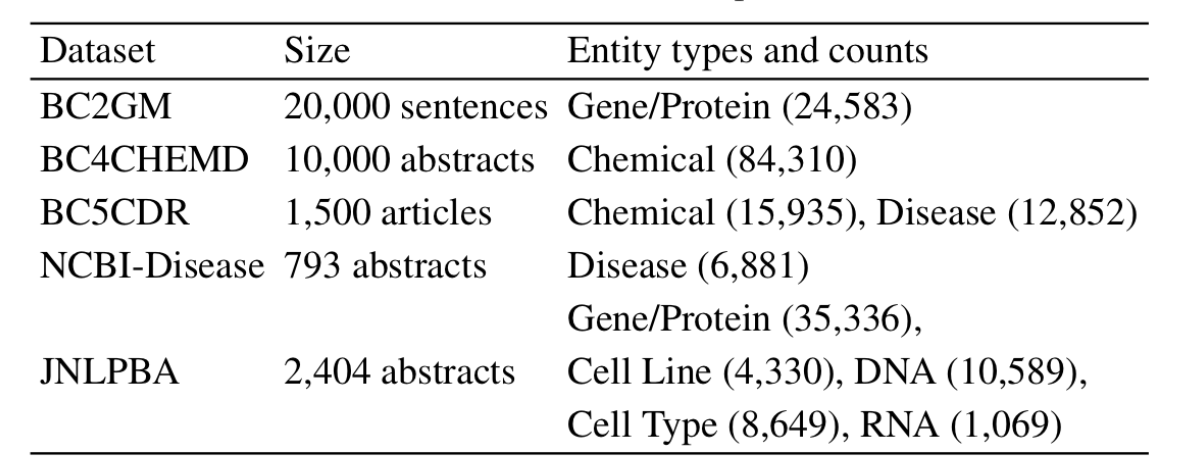 Dataset Size Entity types and counts
BC2GM 20,000 sentences Gene/Protein (24,583)
BC4CHEMD 10,000 abstracts Chemical (84,310)
BC5CDR 1,500 articles Chemical (15,935), Disease (12,852)
NCBI-Disease 793 abstracts Disease (6,881)
Gene/Protein (35,336),
JNLPBA 2,404 abstracts Cell Line (4,330), DNA (10,589),
Cell Type (8,649), RNA (1,069)